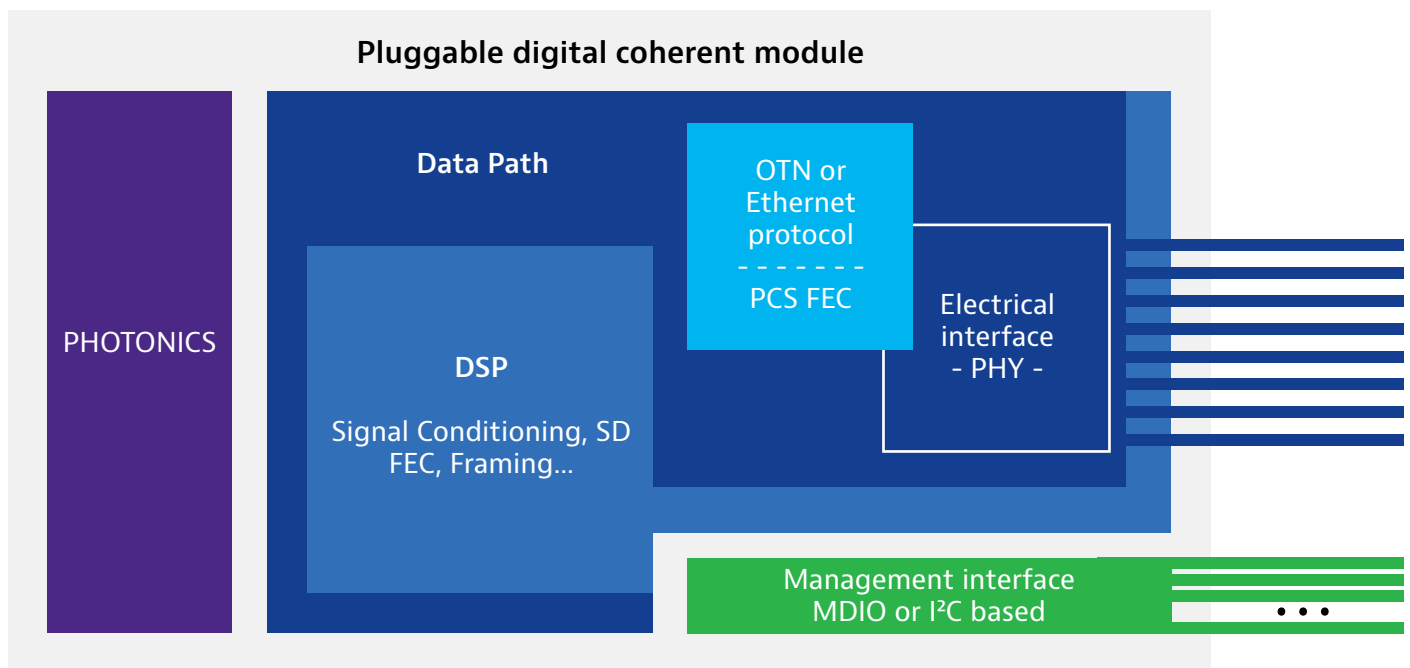 Pluggable digital coherent module
PHOTONICS
Data Path
DSP
Signal Conditioning, SD
FEC, Framing...
OTN or
Ethernet
protocol
- - - - - - -
PCS FEC
Electrical
interface
- PHY -
Management interface
MDIO or I²C based
...